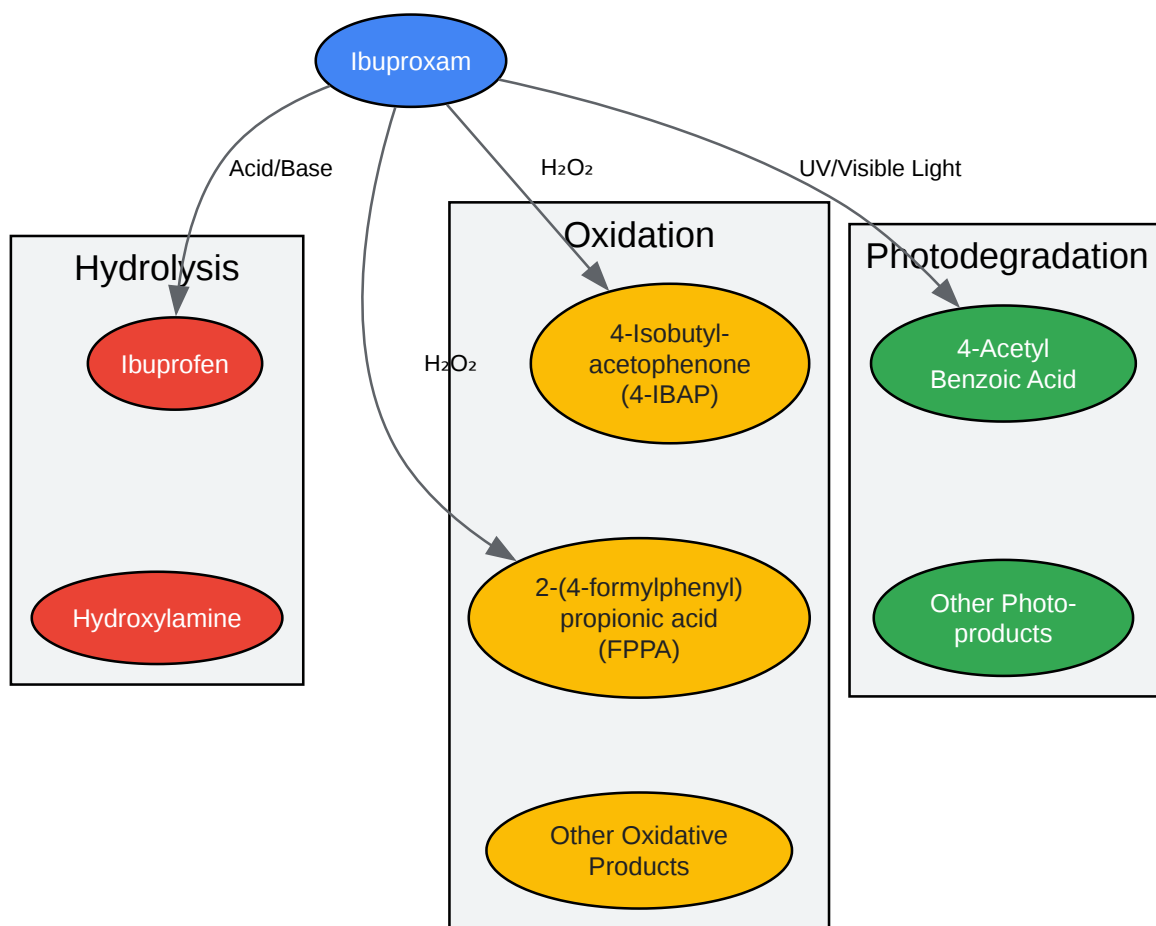 Ibuproxam
Acid/Base
H₂O₂
UV/Visible Light
Hydrolysis
Oxidation
Photodegradation
Ibuprofen
H₂O₂
4-Isobutyl-
acetophenone
(4-IBAP)
4-Acetyl
Benzoic Acid
Hydroxylamine
2-(4-formylphenyl)
propionic acid
(FPPA)
Other Photo-
products
Other Oxidative
Products